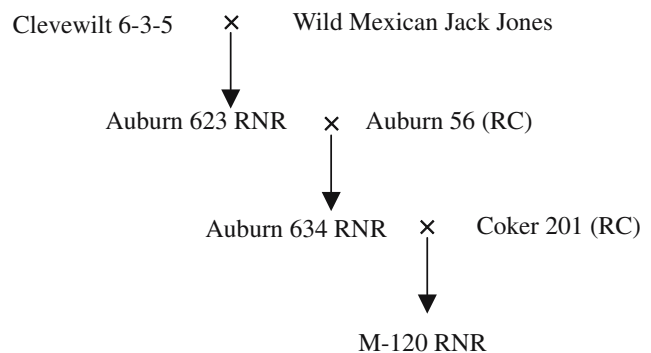 Clevewilt 6-3-5 × Wild Mexican Jack Jones
Auburn 623 RNR × Auburn 56 (RC)
Auburn 634 RNR × Coker 201 (RC)
M-120 RNR